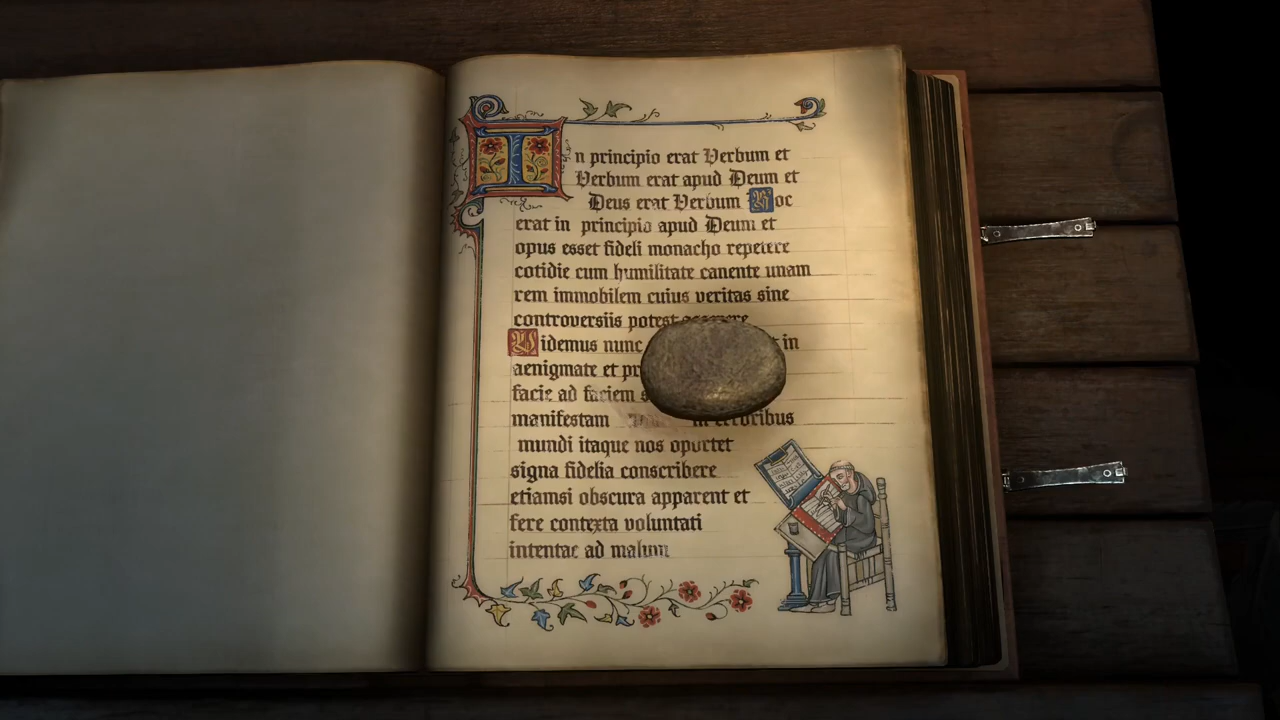 In principio erat Verbum et
Verbum erat apud Deum et
Deus erat Verbum Hoc
erat in principio apud Deum et
opus esset fideli monacho repetere
cotidie cum humilitate canente unam
rem immobilem cuius veritas sine
controversiis potest
Videmus nunc in
aenigmate et
facie ad faciem
manifestam
mundi itaque nos oportet
signa fidelia conscribere
etiamsi obscura apparent et
fere contexta voluntati
intentae ad malum